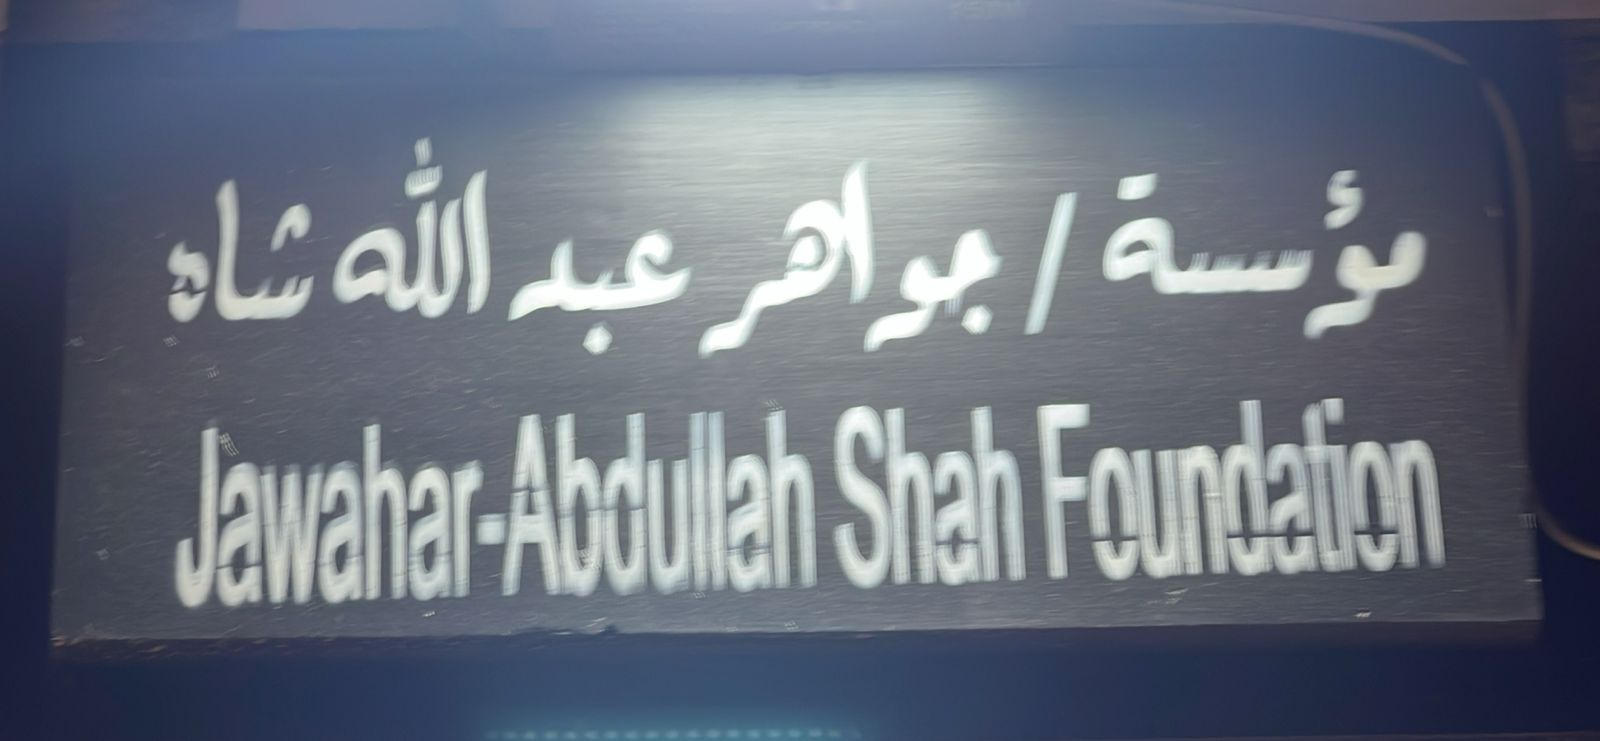 مؤسسة / جواهر عبد الله شاه
Jawahar-Abdullah Shah Foundation